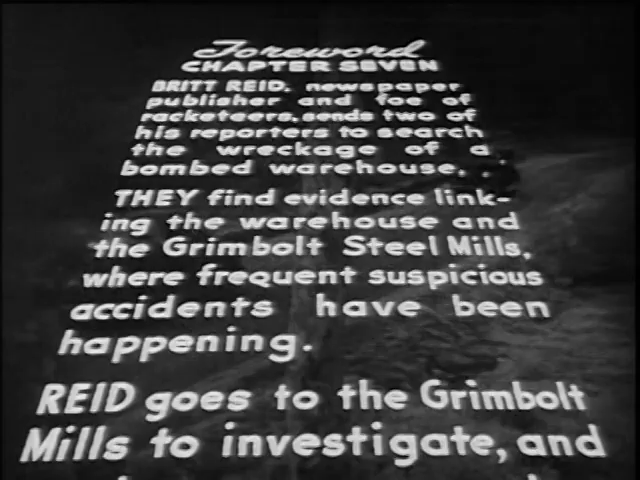 Foreword
CHAPTER SEVEN
BRITT REID, newspaper
publisher and foe of
racketeers, sends two of
his reporters to search
the wreckage of a
bombed warehouse. . .
THEY find evidence link-
ing the warehouse and
the Grimbolt Steel Mills,
where frequent suspicious
accidents have been
happening.
REID goes to the Grimbolt
Mills to investigate, and